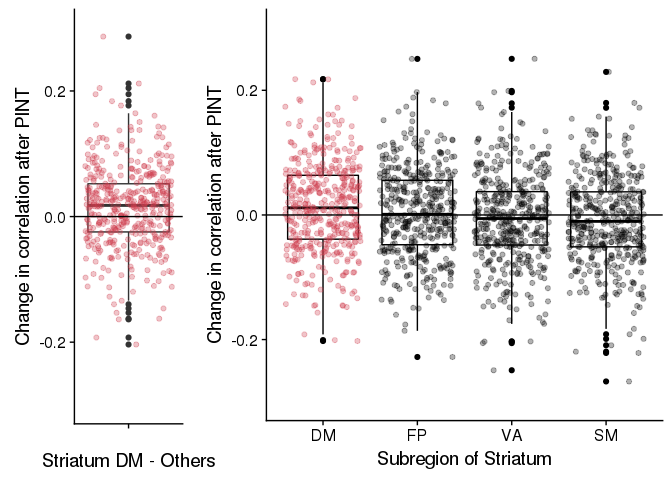 Change in correlation after PINT
0.2
0.0
-0.2
Striatum DM - Others
Change in correlation after PINT
0.2
0.0
-0.2
DM FP VA SM
Subregion of Striatum